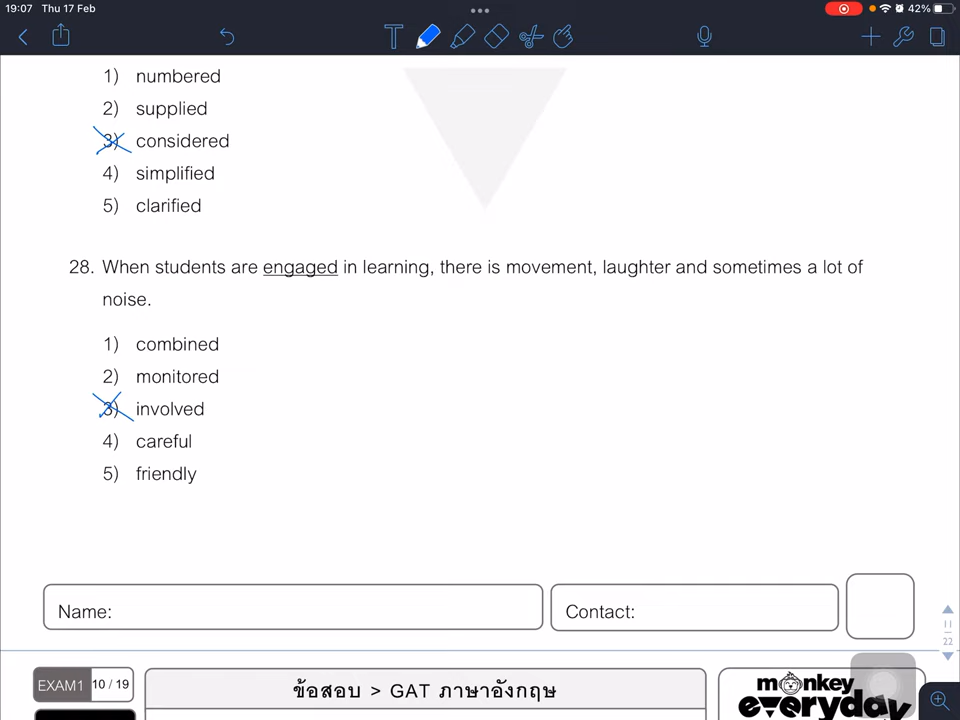 19:07 Thu 17 Feb
42%
T
1) numbered
2) supplied
3) considered
4) simplified
5) clarified
28. When students are engaged in learning, there is movement, laughter and sometimes a lot of
noise.
1) combined
2) monitored
3) involved
4) careful
5) friendly
Name:
Contact:
11
22
EXAM1 10 / 19
ข้อสอบ > GAT ภาษาอังกฤษ
monkey
everyday